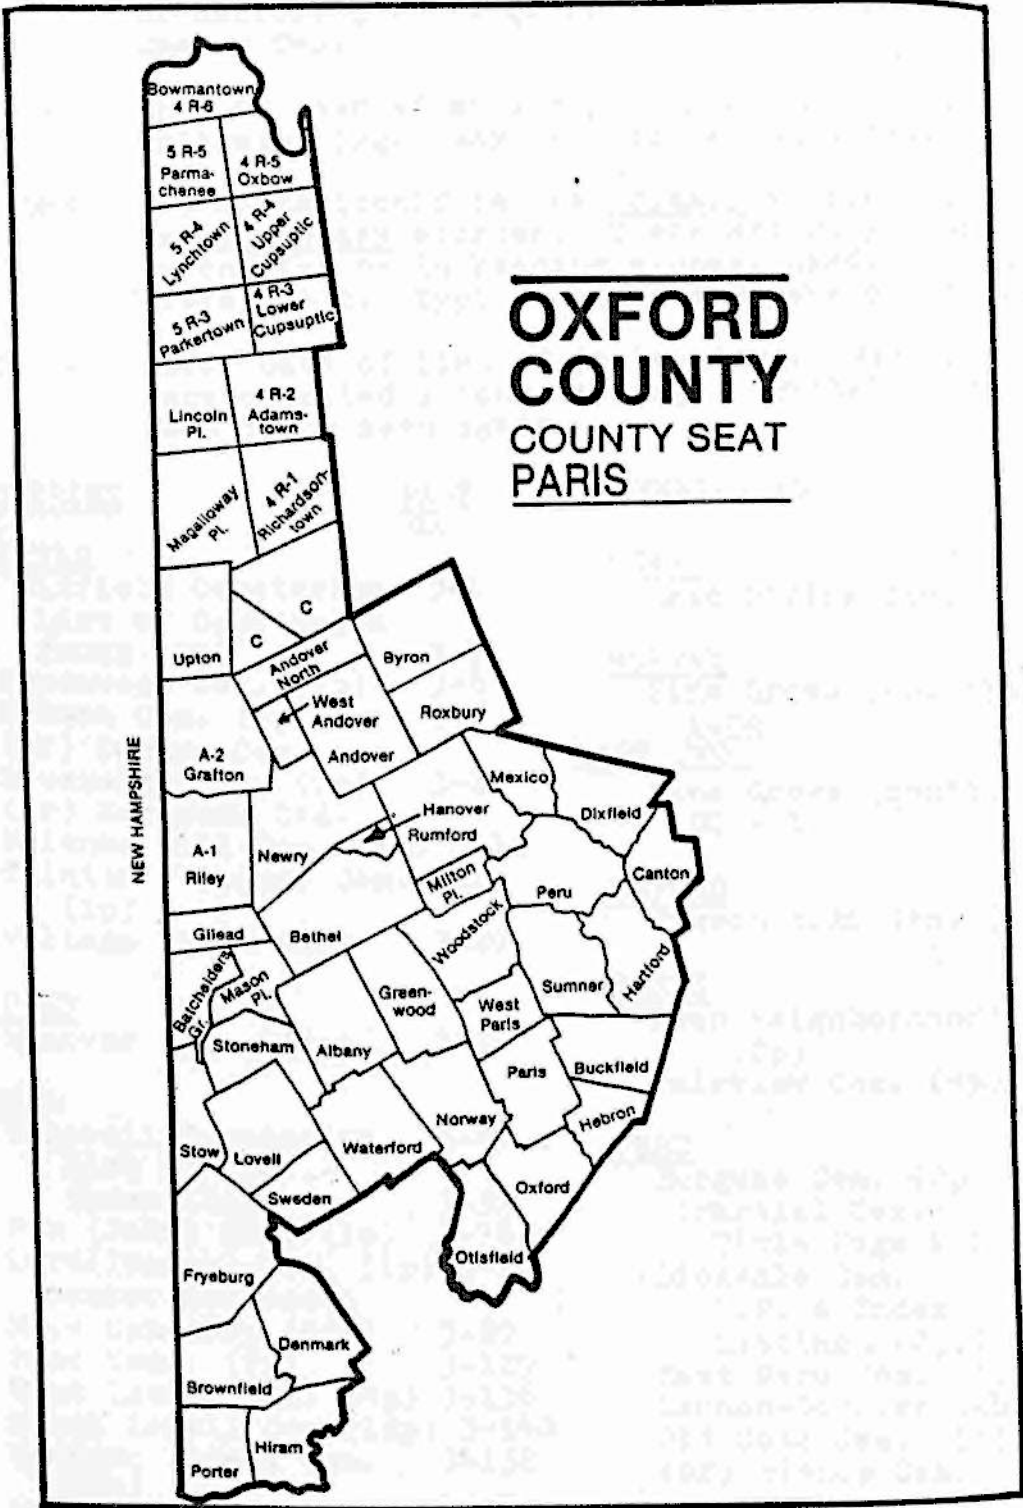 Bowmantown
4 R-6
5 R-5
Parma-
chenee
4 R-5
Oxbow
5 R-4
Lynchtown
4 R-4
Upper
Cupsuptic
5 R-3
Parkertown
4 R-3
Lower
Cupsuptic
OXFORD
COUNTY
COUNTY SEAT
PARIS
Lincoln
Pl.
4 R-2
Adams-
town
Magalloway
Pl.
4 R-1
Richardson-
town
C
C
Upton
Andover
North
Byron
West
Andover
Roxbury
Andover
A-2
Grafton
NEW HAMPSHIRE
Mexico
Dixfield
Hanover
Rumford
Newry
A-1
Riley
Milton
Pl.
Peru
Canton
Gilead
Bethel
Woodstock
Batchelders
Gr.
Mason
Pl.
Green-
wood
West
Paris
Sumner
Hartford
Stoneham
Albany
Paris
Buckfield
Norway
Hebron
Stow
Lovell
Waterford
Sweden
Oxford
Otisfield
Fryeburg
Denmark
Brownfield
Hiram
Porter